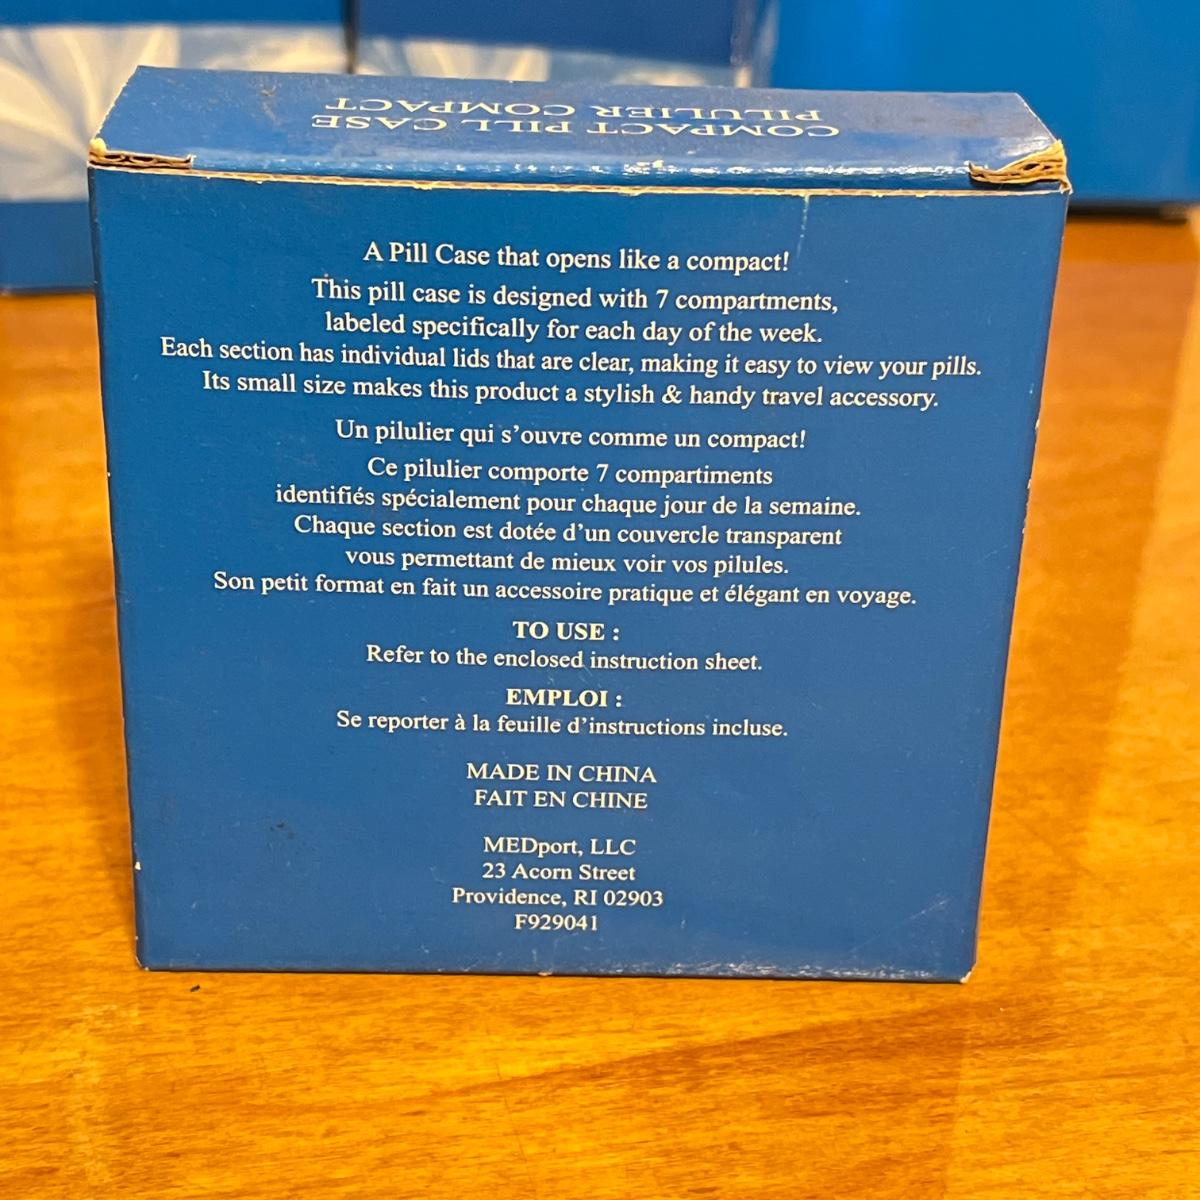 COMPACT PILL CASE
PILULIER COMPACT
A Pill Case that opens like a compact!
This pill case is designed with 7 compartments,
labeled specifically for each day of the week.
Each section has individual lids that are clear, making it easy to view your pills.
Its small size makes this product a stylish & handy travel accessory.
Un pilulier qui s’ouvre comme un compact!
Ce pilulier comporte 7 compartiments
identifiés spécialement pour chaque jour de la semaine.
Chaque section est dotée d’un couvercle transparent
vous permettant de mieux voir vos pilules.
Son petit format en fait un accessoire pratique et élégant en voyage.
TO USE :
Refer to the enclosed instruction sheet.
EMPLOI :
Se reporter à la feuille d’instructions incluse.
MADE IN CHINA
FAIT EN CHINE
MEDport, LLC
23 Acorn Street
Providence, RI 02903
F929041